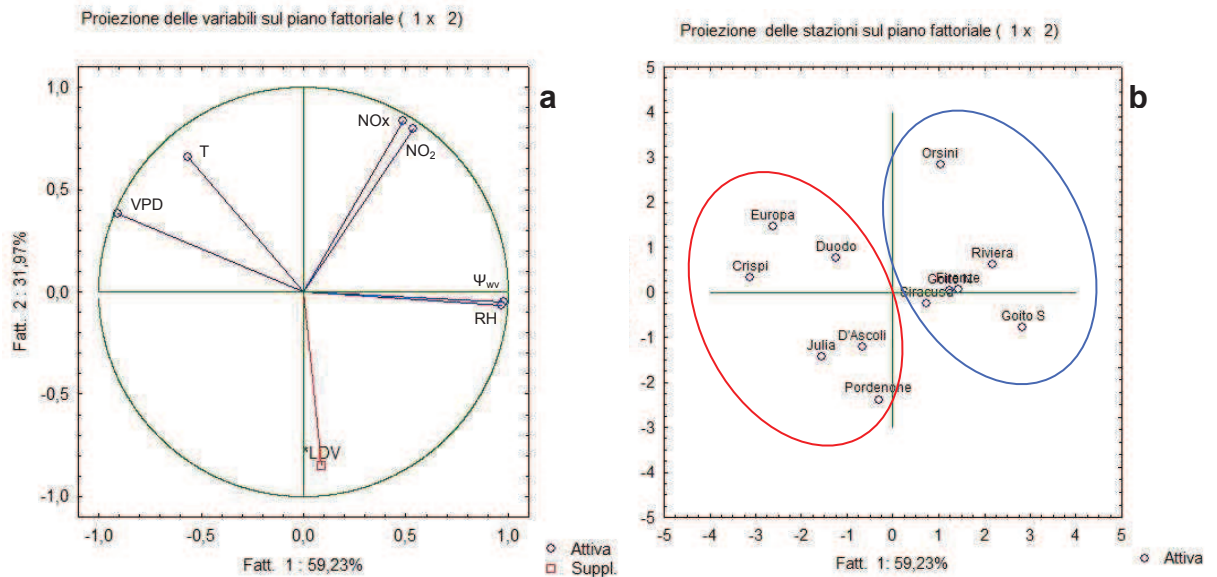 Proiezione delle variabili sul piano fattoriale ( 1 x 2)
a
1,0
0,5
0,0
-0,5
-1,0
Fatt. 2 : 31,97%
NOx
NO₂
T
VPD
Ψwv
RH
*LDV
-1,0 -0,5 0,0 0,5 1,0
Fatt. 1 : 59,23%
Attiva
Suppl.
Proiezione delle stazioni sul piano fattoriale ( 1 x 2)
b
5
4
3
2
1
0
-1
-2
-3
-4
-5
Orsini
Europa
Duodo
Crispi
Riviera
Goito N
Firenze
Siracusa
Goito S
D'Ascoli
Julia
Pordenone
-5 -4 -3 -2 -1 0 1 2 3 4 5
Fatt. 1: 59,23%
Attiva